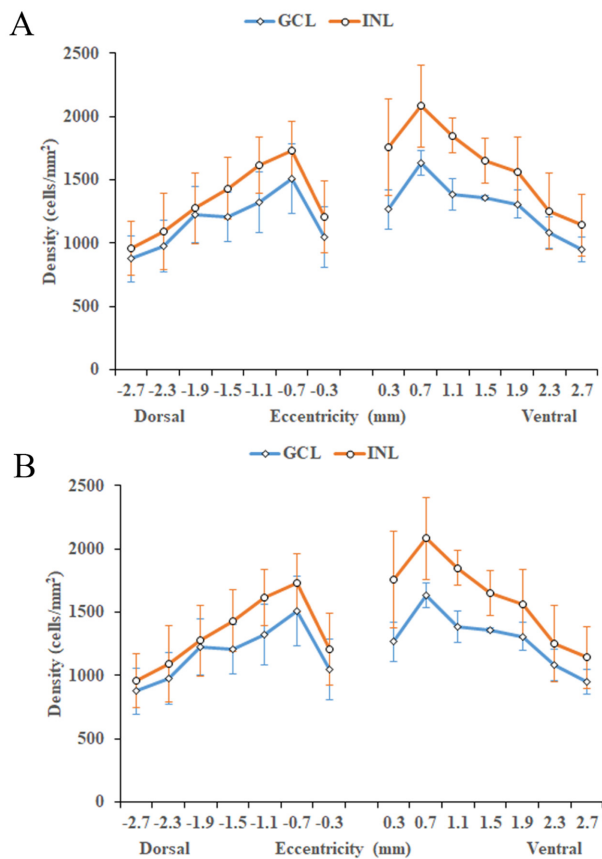 A
GCL INL
2500
2000
1500
1000
500
0
Density (cells/mm²)
-2.7 -2.3 -1.9 -1.5 -1.1 -0.7 -0.3 0.3 0.7 1.1 1.5 1.9 2.3 2.7
Dorsal Eccentricity (mm) Ventral
B
GCL INL
2500
2000
1500
1000
500
0
Density (cells/mm²)
-2.7 -2.3 -1.9 -1.5 -1.1 -0.7 -0.3 0.3 0.7 1.1 1.5 1.9 2.3 2.7
Dorsal Eccentricity (mm) Ventral